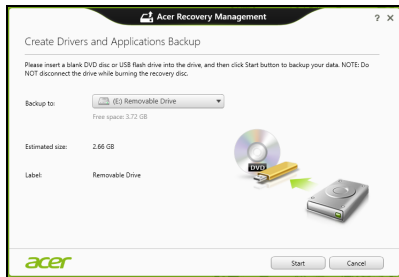 Acer Recovery Management
? ×
Create Drivers and Applications Backup
Please insert a blank DVD disc or USB flash drive into the drive, and then click Start button to backup your data. NOTE: Do
NOT disconnect the drive while burning the recovery disc.
Backup to: (E:) Removable Drive
Free space: 3.72 GB
Estimated size: 2.66 GB
DVD
Label: Removable Drive
acer Start Cancel